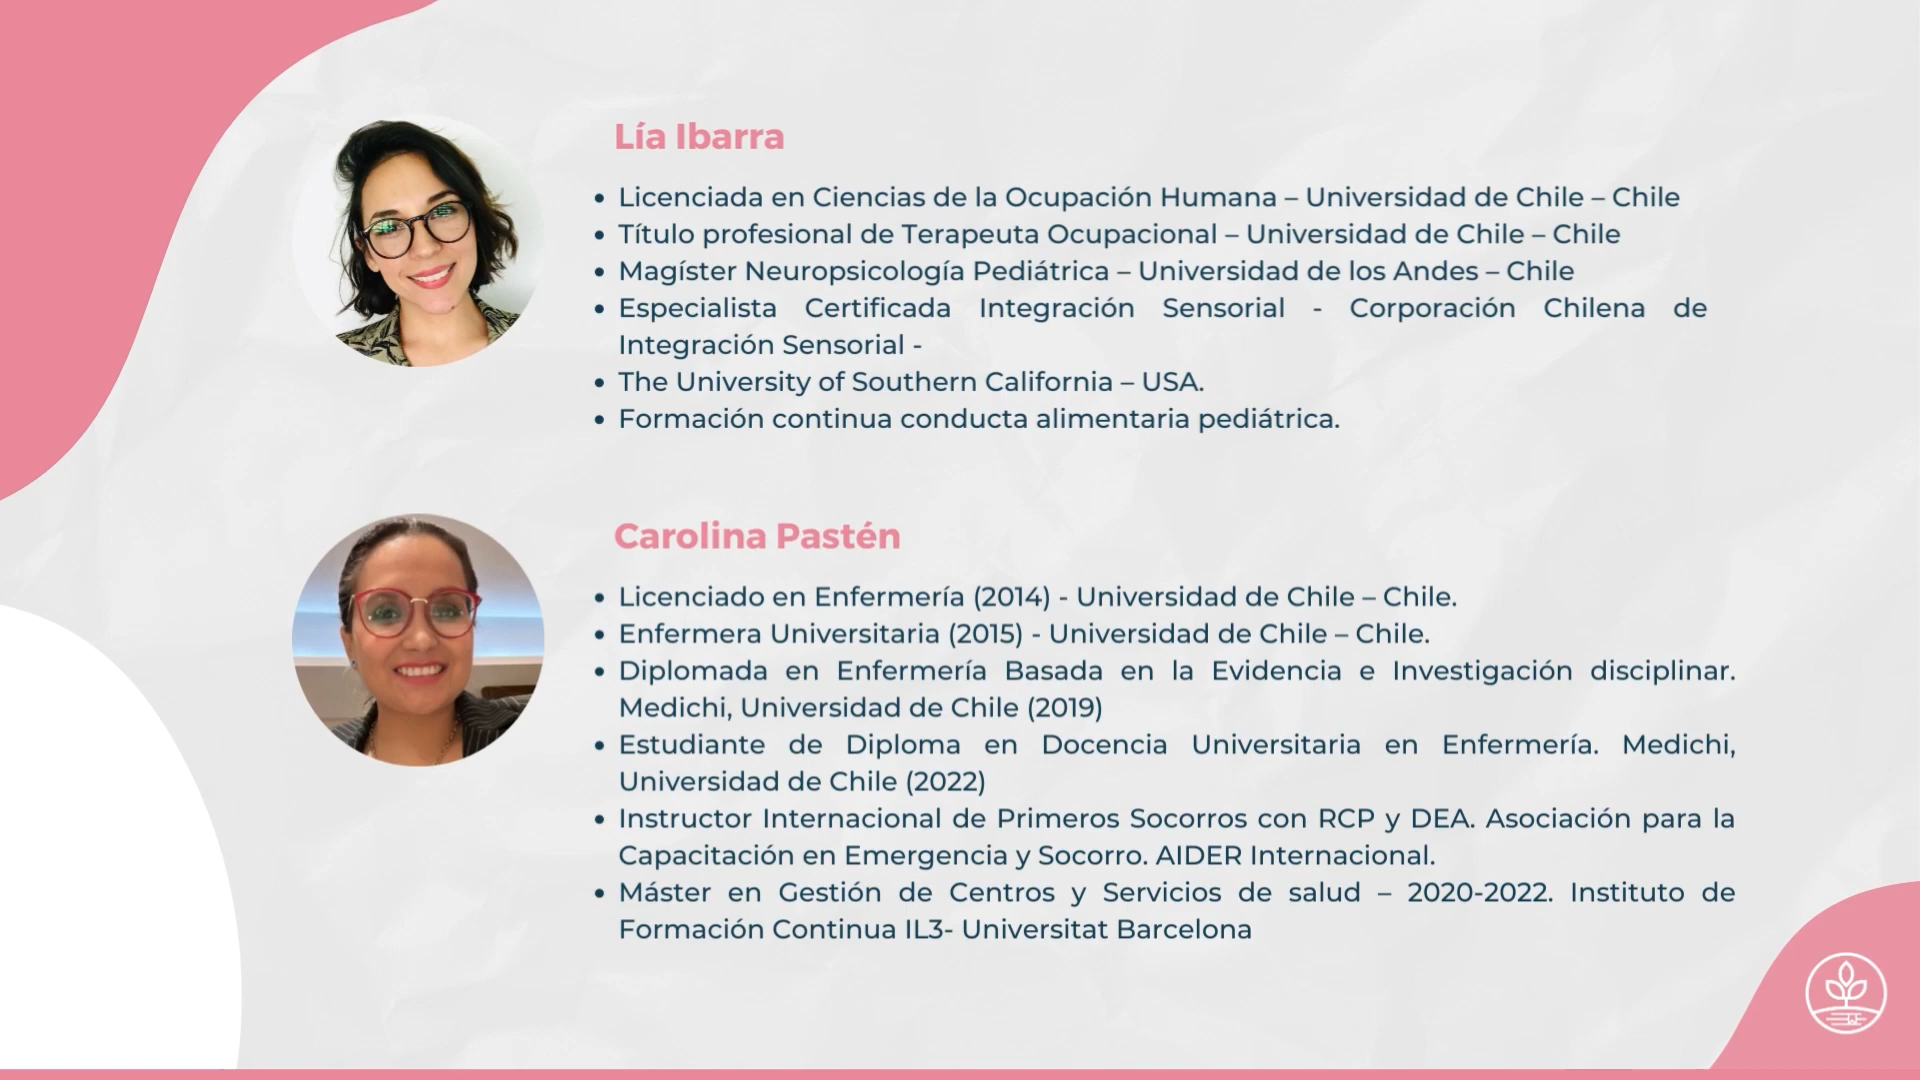 Lía Ibarra
• Licenciada en Ciencias de la Ocupación Humana – Universidad de Chile – Chile
• Título profesional de Terapeuta Ocupacional – Universidad de Chile – Chile
• Magíster Neuropsicología Pediátrica – Universidad de los Andes – Chile
• Especialista Certificada Integración Sensorial - Corporación Chilena de
Integración Sensorial -
• The University of Southern California – USA.
• Formación continua conducta alimentaria pediátrica.
Carolina Pastén
• Licenciado en Enfermería (2014) - Universidad de Chile – Chile.
• Enfermera Universitaria (2015) - Universidad de Chile – Chile.
• Diplomada en Enfermería Basada en la Evidencia e Investigación disciplinar.
Medichi, Universidad de Chile (2019)
• Estudiante de Diploma en Docencia Universitaria en Enfermería. Medichi,
Universidad de Chile (2022)
• Instructor Internacional de Primeros Socorros con RCP y DEA. Asociación para la
Capacitación en Emergencia y Socorro. AIDER Internacional.
• Máster en Gestión de Centros y Servicios de salud – 2020-2022. Instituto de
Formación Continua IL3- Universitat Barcelona